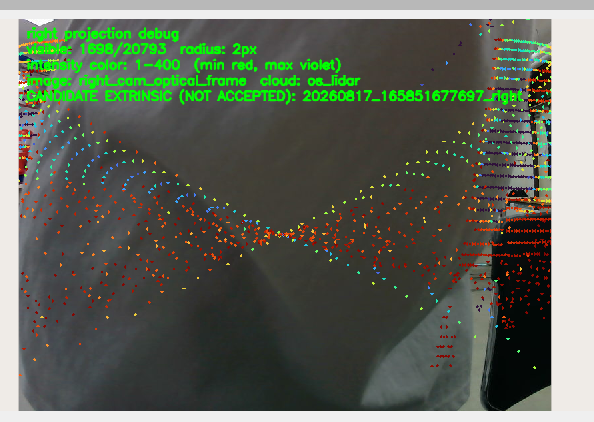 right projection debug
visible: 1698/20793 radius: 2px
intensity color: 1-400 (min red, max violet)
image: right_cam_optical_frame cloud: os_lidar
CANDIDATE EXTRINSIC (NOT ACCEPTED): 20260817_165851677697_right